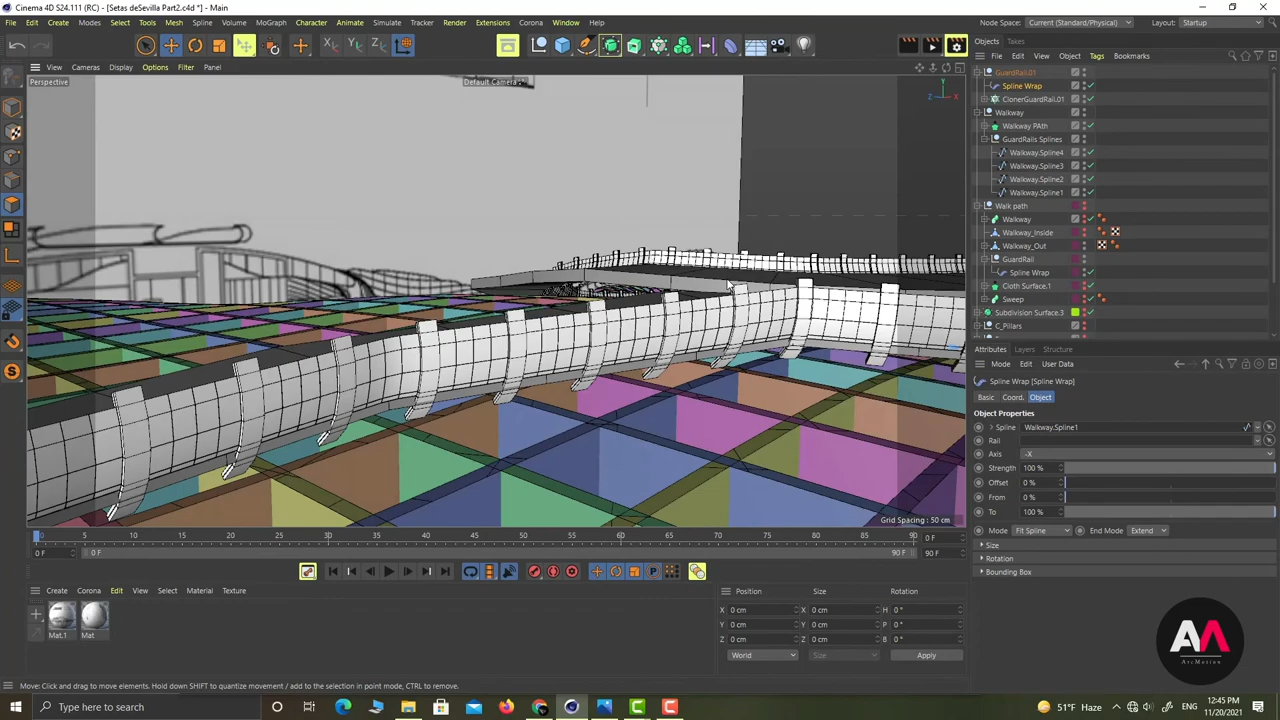 Cinema 4D S24.111 (RC) - [Setas deSevilla Part2.c4d *] - Main
File Edit Create Modes Select Tools Mesh Spline Volume MoGraph Character Animate Simulate Tracker Render Extensions Corona Window Help
Node Space: Current (Standard/Physical) Layout: Startup
Objects Takes
File Edit View Object Tags Bookmarks
View Cameras Display Options Filter Panel
Perspective
Default Camera
Y
Z X
GuardRail.01
Spline Wrap
ClonerGuardRail.01
Walkway
Walkway PAth
GuardRails Splines
Walkway.Spline4
Walkway.Spline3
Walkway.Spline2
Walkway.Spline1
Walk path
Walkway
Walkway_Inside
Walkway_Out
GuardRail
Spline Wrap
Cloth Surface.1
Sweep
Subdivision Surface.3
C_Pillars
Attributes Layers Structure
Mode Edit User Data
Spline Wrap [Spline Wrap]
Basic Coord. Object
Object Properties
Spline Walkway.Spline1
Rail
Axis -X
Strength 100 %
Offset 0 %
From 0 %
To 100 %
Mode Fit Spline End Mode Extend
Size
Rotation
Bounding Box
Grid Spacing : 50 cm
0 5 10 15 20 25 30 35 40 45 50 55 60 65 70 75 80 85 90 0 F
0 F 0 F 90 F 90 F
Create Corona Edit View Select Material Texture
Mat.1 Mat
Position Size Rotation
X 0 cm X 0 cm H 0 °
Y 0 cm Y 0 cm P 0 °
Z 0 cm Z 0 cm B 0 °
World Size Apply
ArcMotion
Move: Click and drag to move elements. Hold down SHIFT to quantize movement / add to the selection in point mode, CTRL to remove.
Type here to search
51°F Haze
12:45 PM
11/20/2021